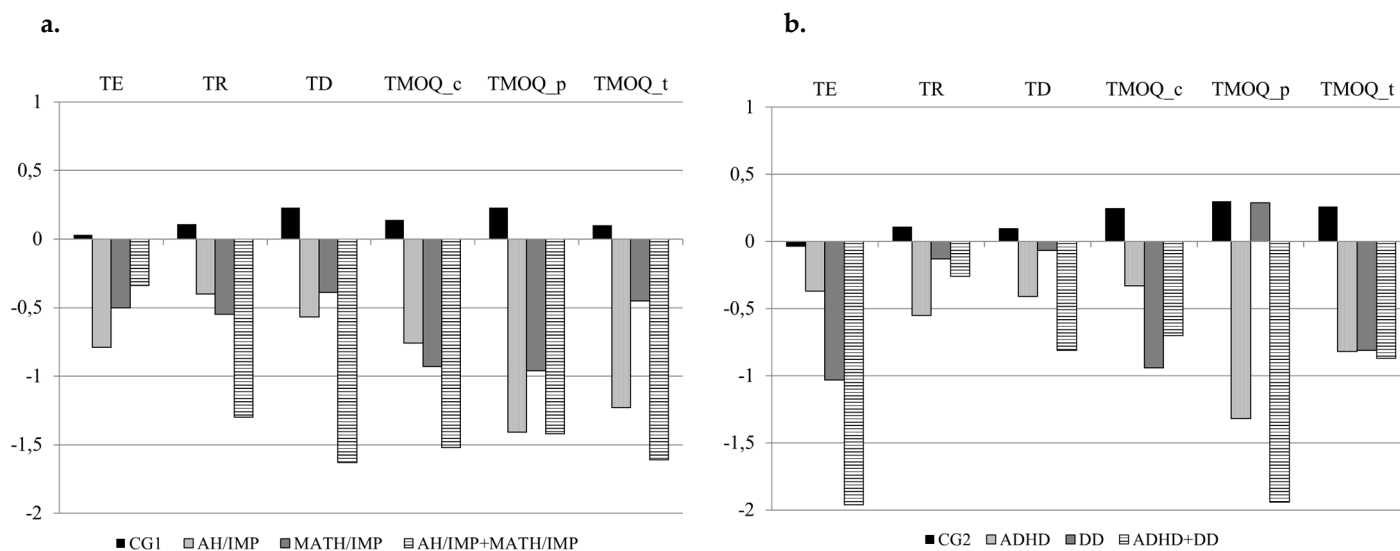 a.
TE TR TD TMOQ_c TMOQ_p TMOQ_t
1
0,5
0
-0,5
-1
-1,5
-2
CG1 AH/IMP MATH/IMP AH/IMP+MATH/IMP
b.
TE TR TD TMOQ_c TMOQ_p TMOQ_t
1
0,5
0
-0,5
-1
-1,5
-2
CG2 ADHD DD ADHD+DD